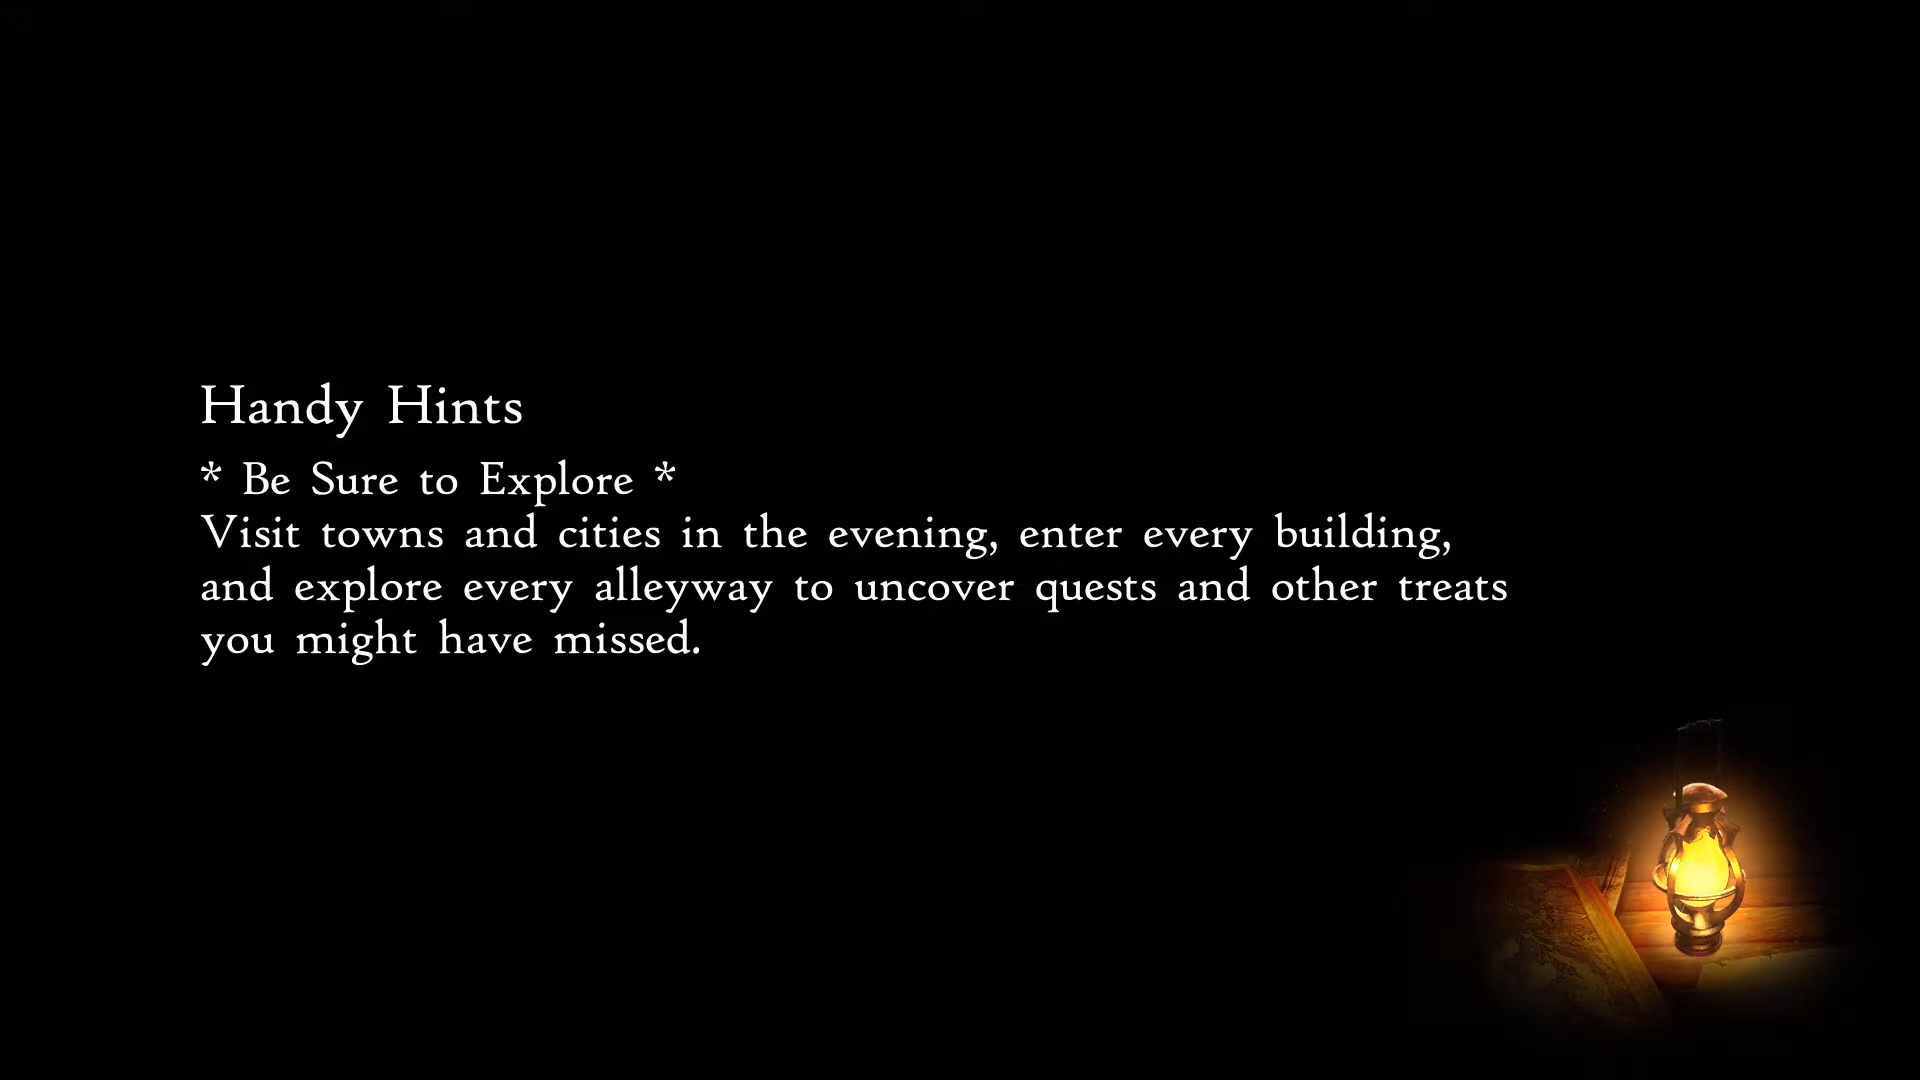 Handy Hints
* Be Sure to Explore *
Visit towns and cities in the evening, enter every building,
and explore every alleyway to uncover quests and other treats
you might have missed.